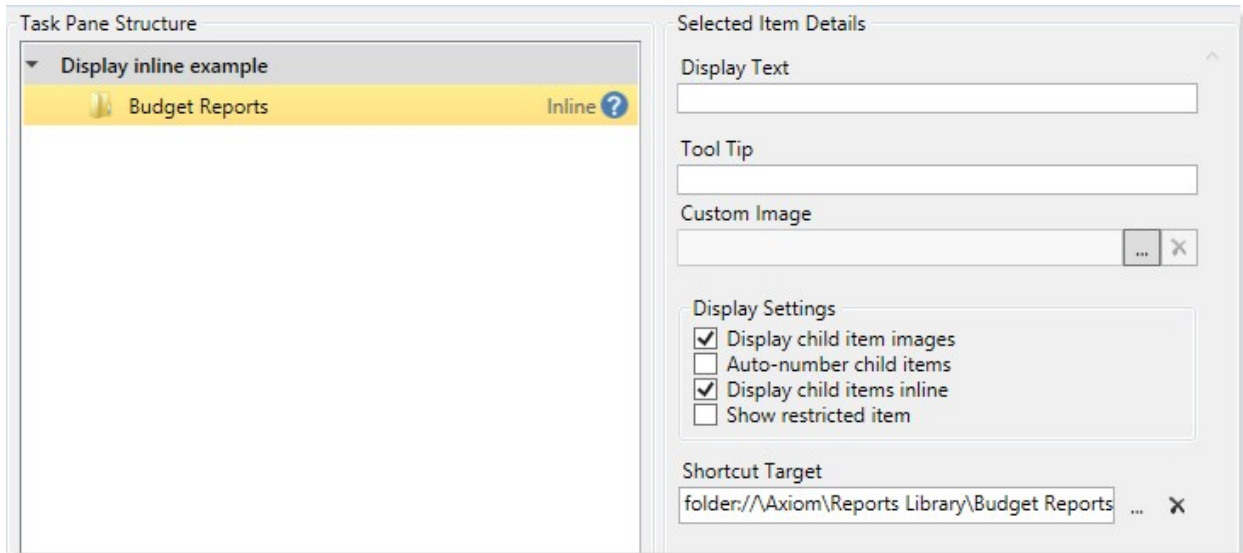 Task Pane Structure
Display inline example
Budget Reports Inline ?
Selected Item Details
Display Text
Tool Tip
Custom Image
...
Display Settings
Display child item images
Auto-number child items
Display child items inline
Show restricted item
Shortcut Target
folder://\Axiom\Reports Library\Budget Reports ...